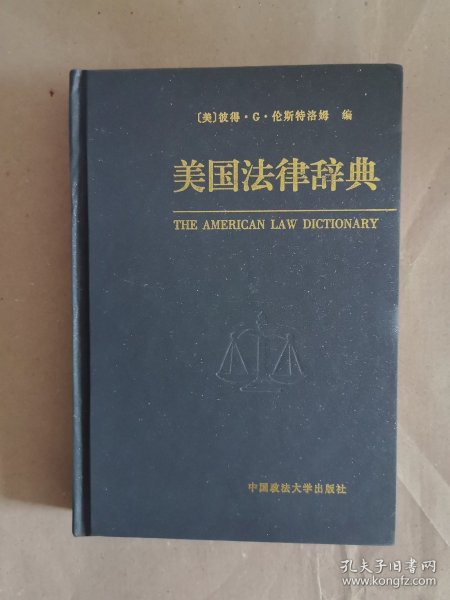 〔美〕彼得·G·伦斯特洛姆 编
美国法律辞典
THE AMERICAN LAW DICTIONARY
中国政法大学出版社
孔夫子旧书网
www.kongfz.com